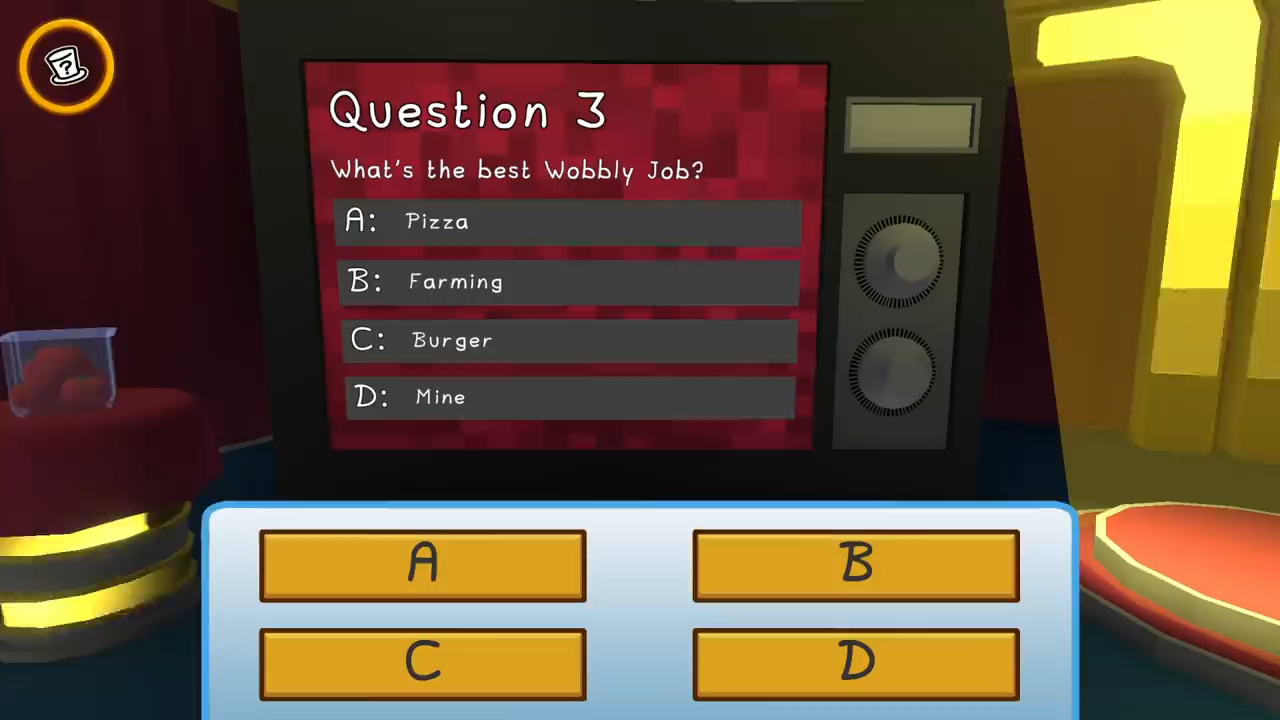 ?
Question 3
What's the best Wobbly Job?
A: Pizza
B: Farming
C: Burger
D: Mine
A
B
C
D